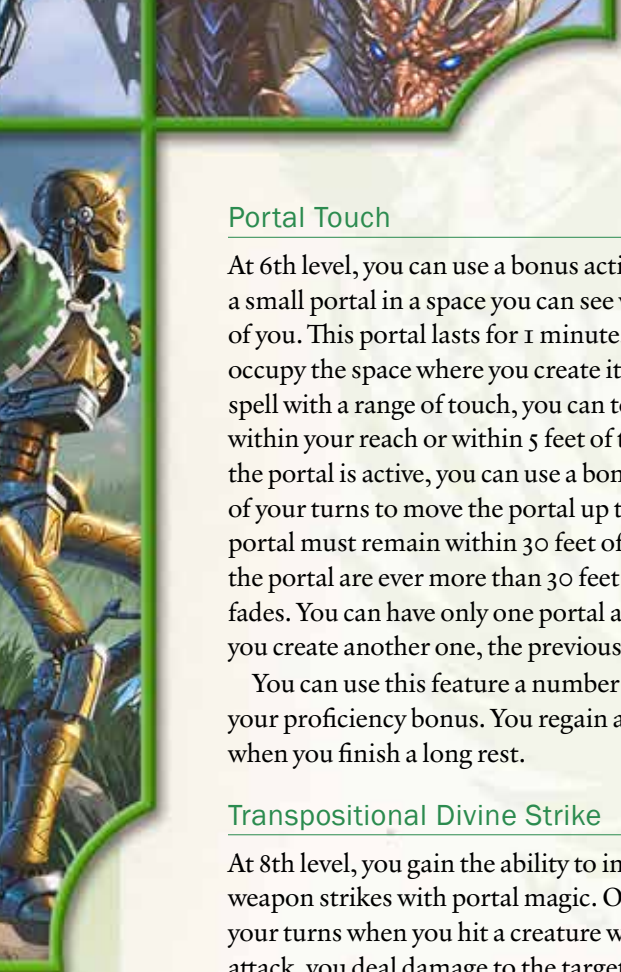 Portal Touch
At 6th level, you can use a bonus acti
a small portal in a space you can see
of you. This portal lasts for 1 minute
occupy the space where you create it
spell with a range of touch, you can t
within your reach or within 5 feet of
the portal is active, you can use a bon
of your turns to move the portal up t
portal must remain within 30 feet of
the portal are ever more than 30 feet
fades. You can have only one portal a
you create another one, the previous
You can use this feature a number
your proficiency bonus. You regain a
when you finish a long rest.
Transpositional Divine Strike
At 8th level, you gain the ability to in
weapon strikes with portal magic. O
your turns when you hit a creature w
attack, you deal damage to the target